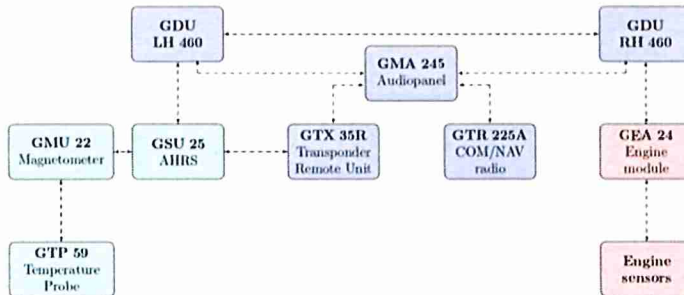 GDU
LH 460
GDU
RH 460
GMA 245
Audiopanel
GMU 22
Magnetometer
GSU 25
AHRS
GTX 35R
Transponder
Remote Unit
GTR 225A
COM/NAV
radio
GEA 24
Engine
module
GTP 59
Temperature
Probe
Engine
sensors